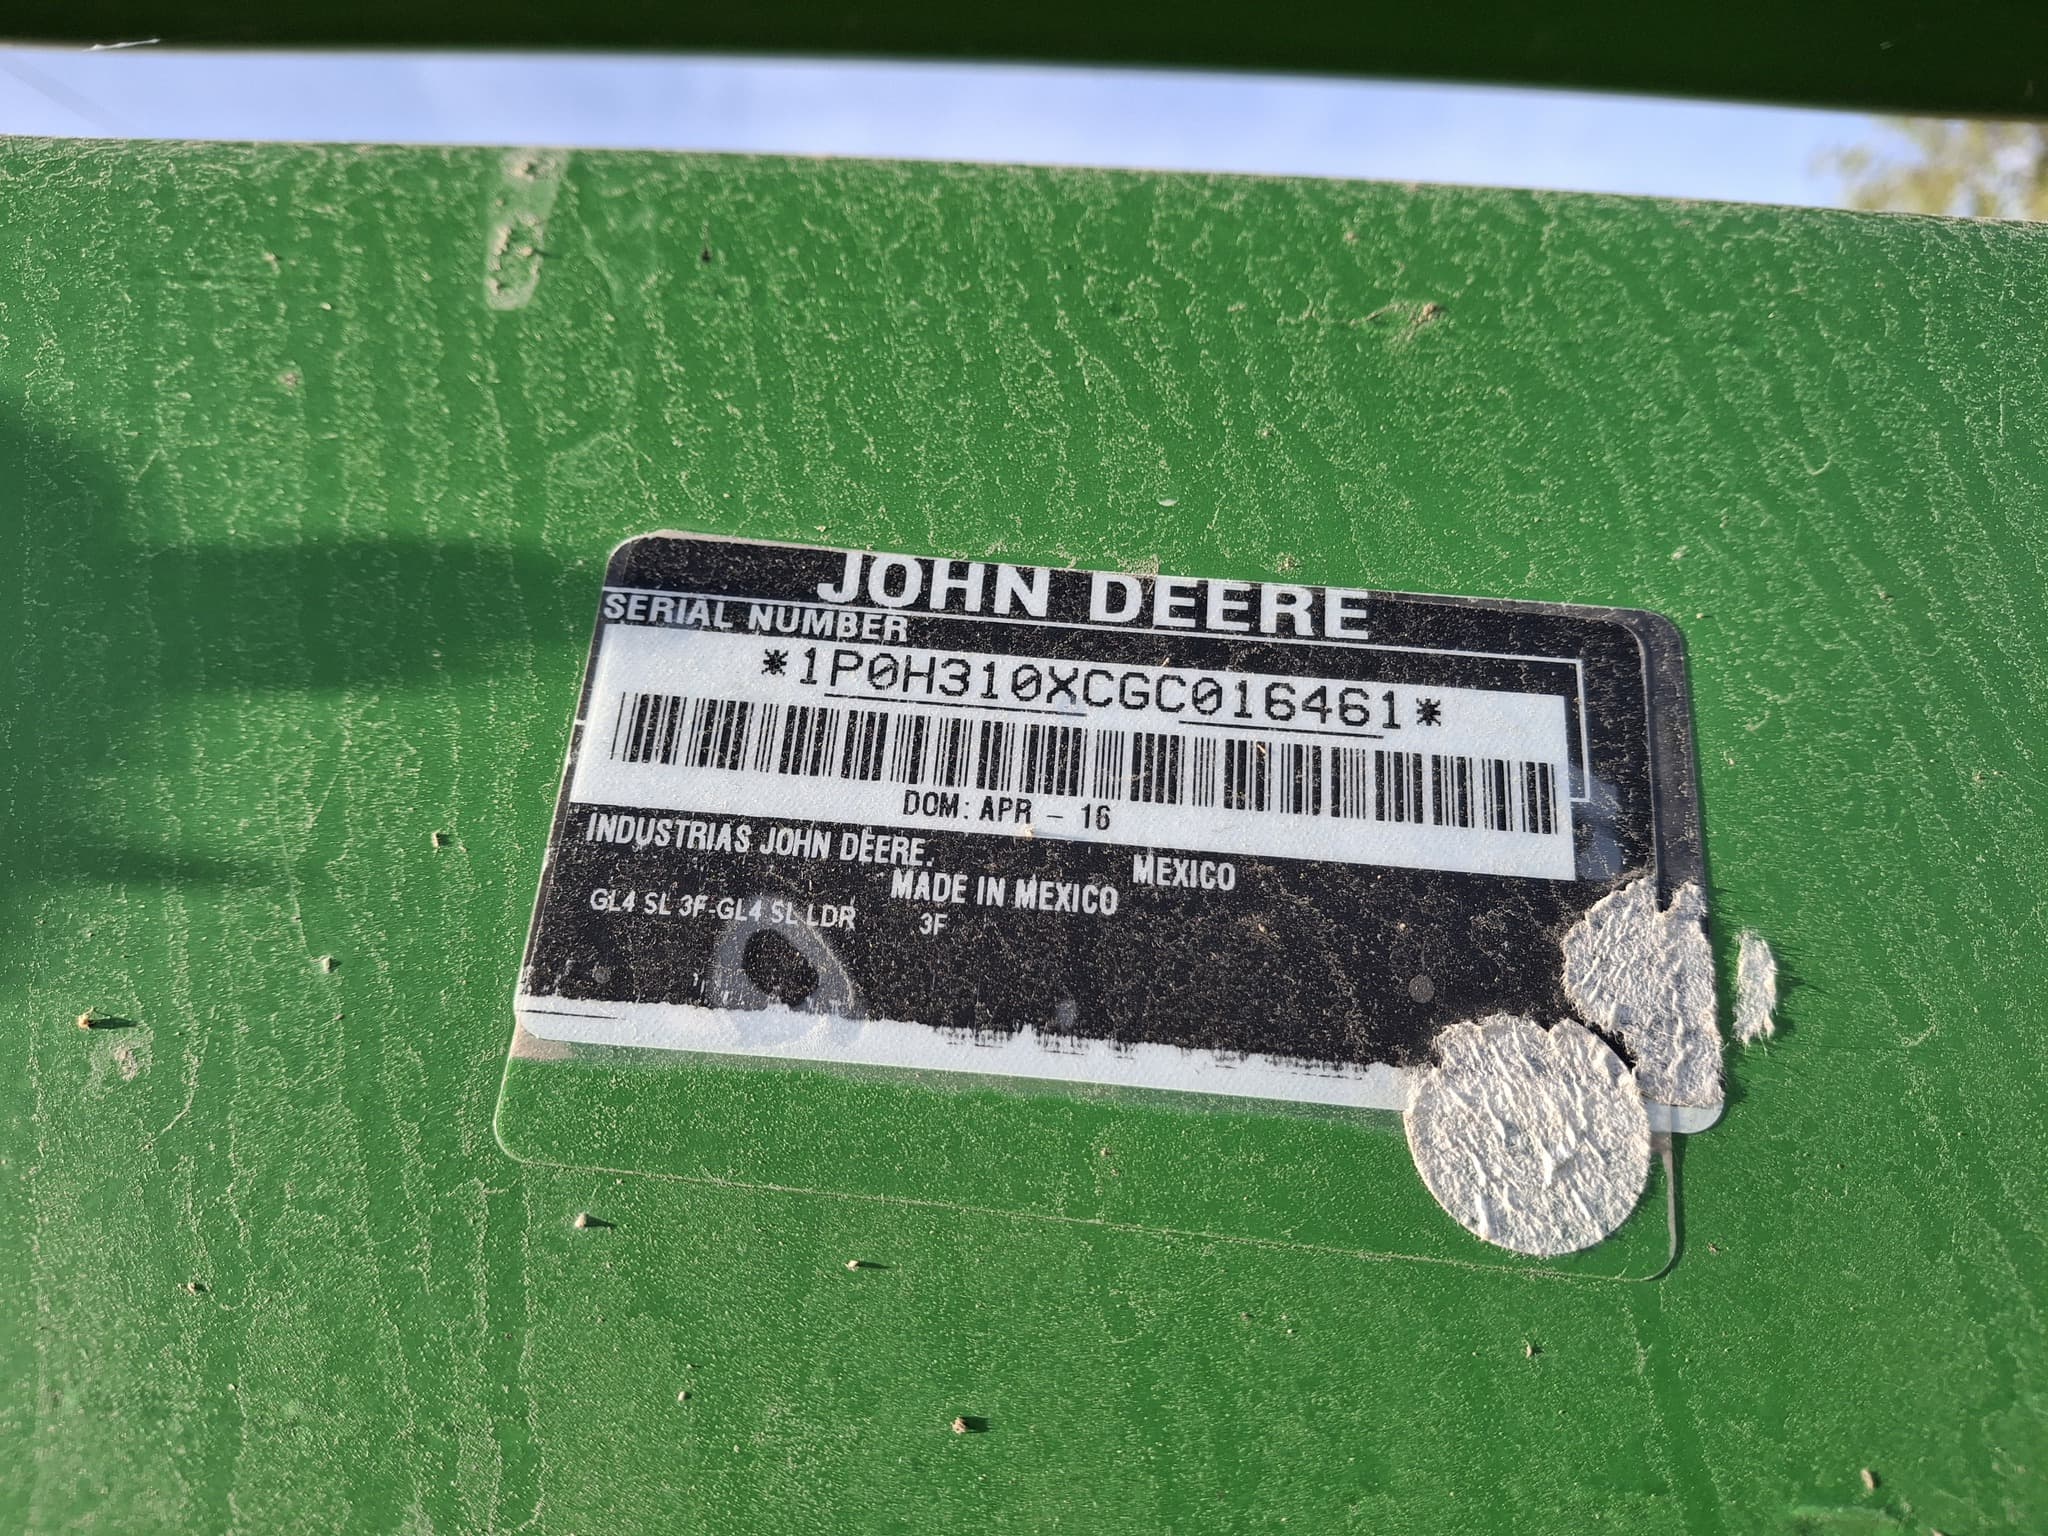 JOHN DEERE
SERIAL NUMBER
*1P0H310XCGC016461*
DOM: APR - 16
INDUSTRIAS JOHN DEERE. MEXICO
MADE IN MEXICO
GL4 SL 3F-GL4 SL LDR 3F